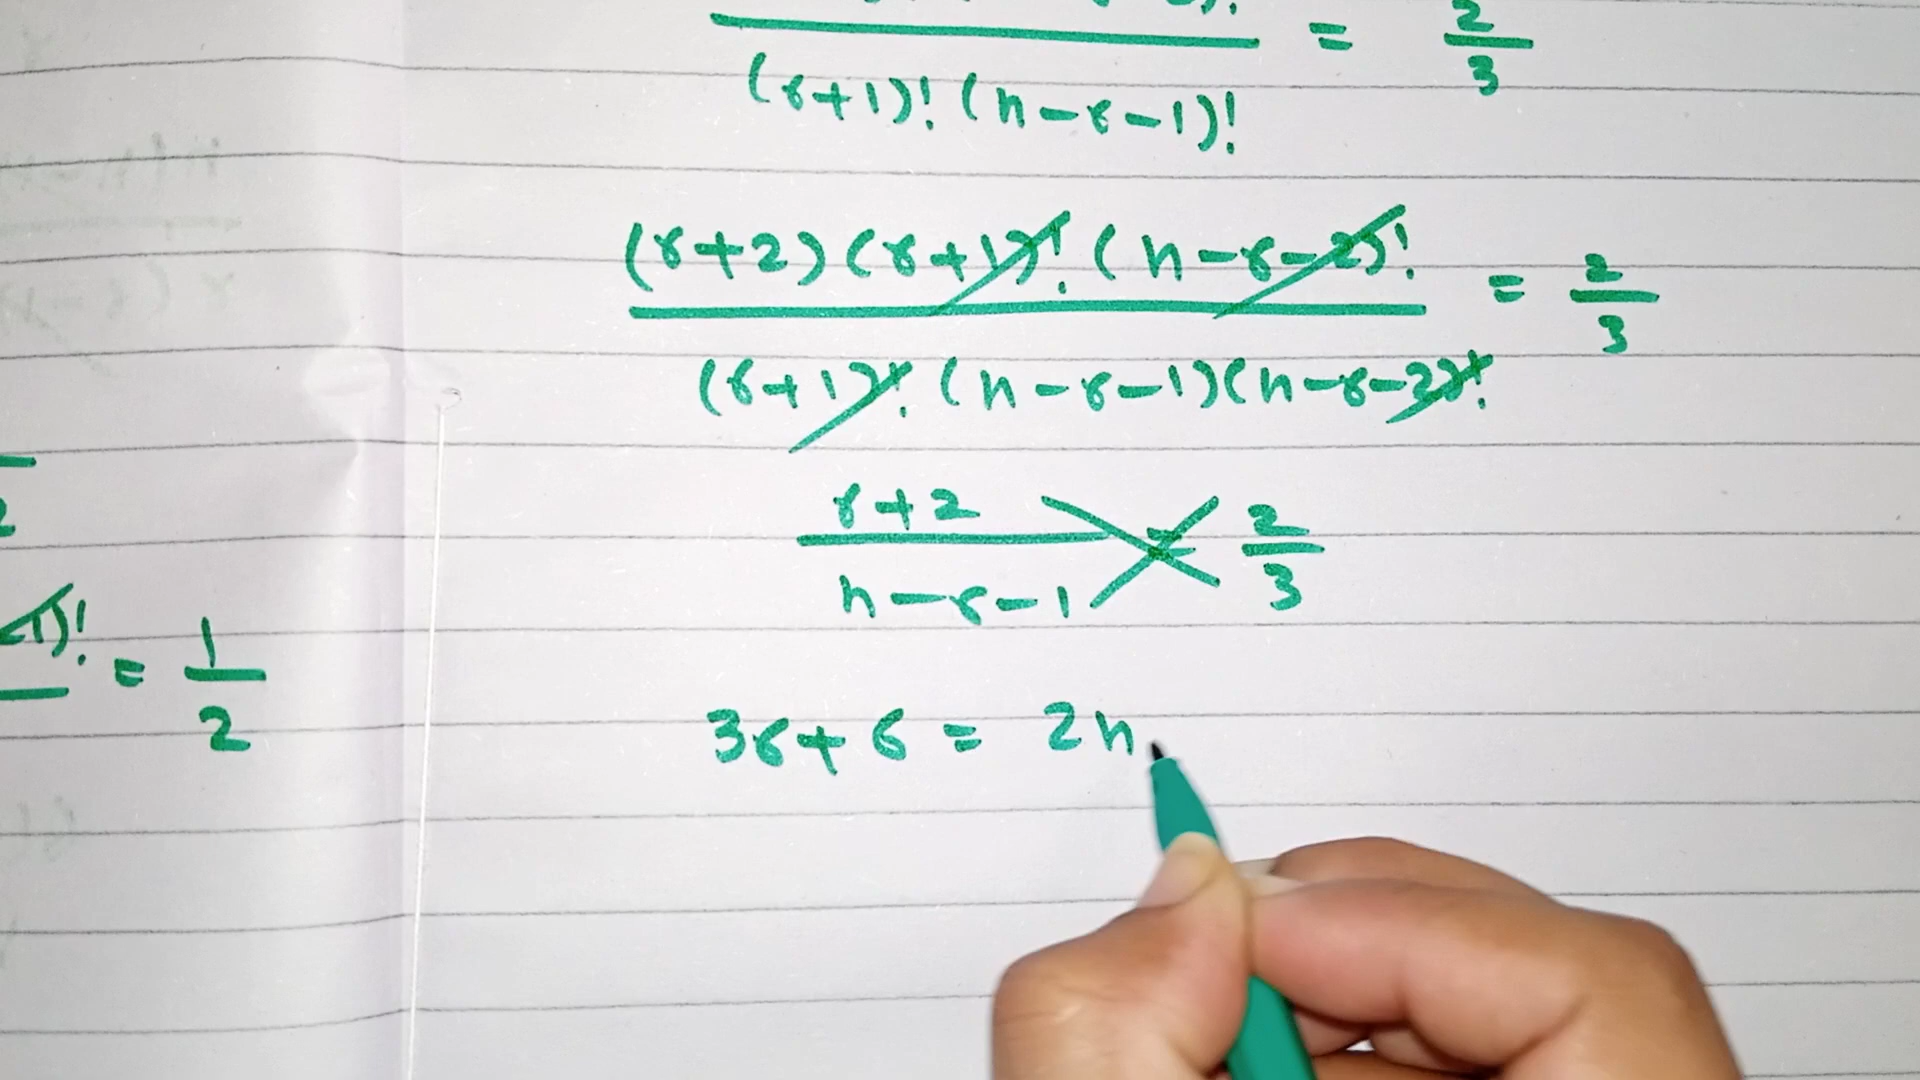 ——— = 2/3
(r+1)! (n-r-1)!
(r+2)(r+1)! (n-r-2)! / (r+1)! (n-r-1)(n-r-2)! = 2/3
r+2 / n-r-1 = 2/3
3r+6 = 2n
= 1/2